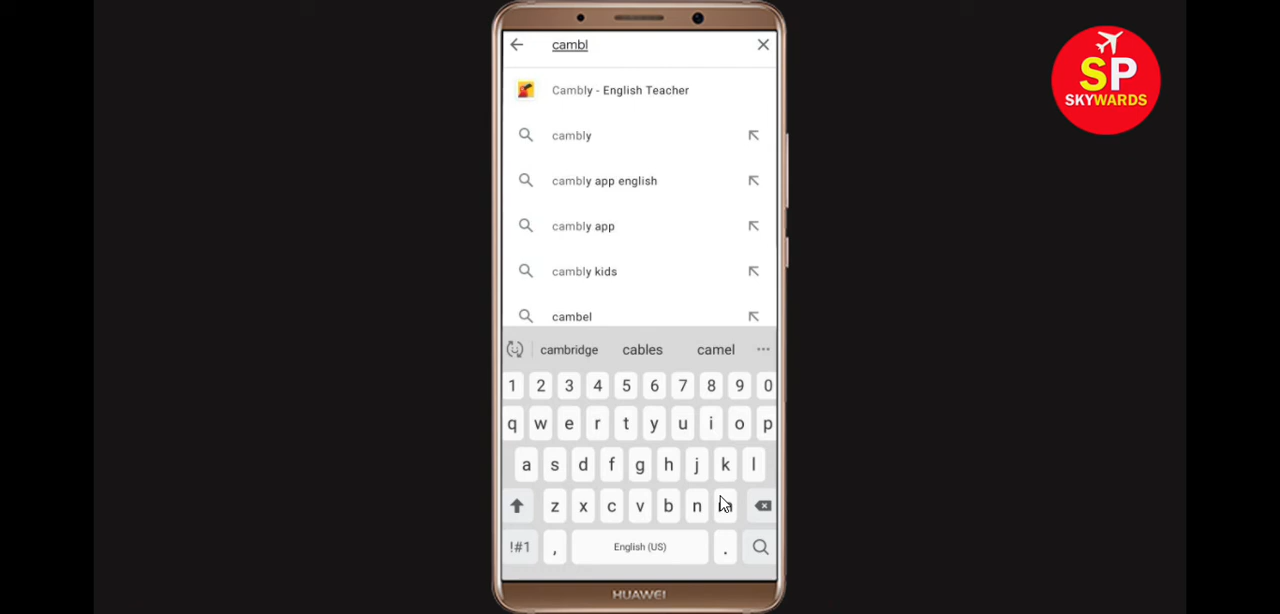 cambl
SP
SKYWARDS
Cambly - English Teacher
cambly
cambly app english
cambly app
cambly kids
cambel
cambridge cables camel
1 2 3 4 5 6 7 8 9 0
q w e r t y u i o p
a s d f g h j k l
z x c v b n m
!#1 , English (US) .
HUAWEI